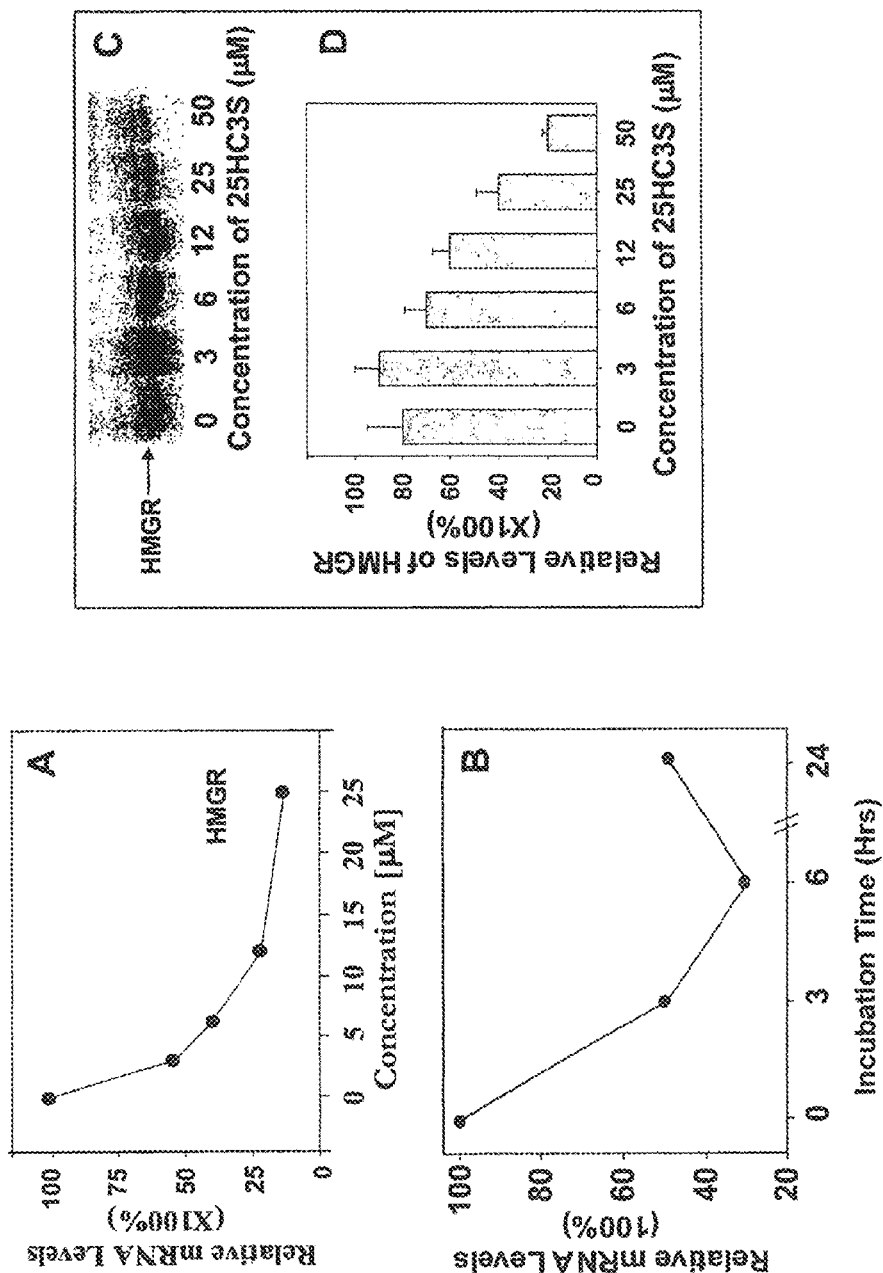 A
HMGR
Relative mRNA Levels
(X100%)
100
75
50
25
0
0 5 10 15 20 25
Concentration [µM]
B
Relative mRNA Levels
(100%)
100
80
60
40
20
0 3 6 24
Incubation Time (Hrs)
C
HMGR
0 3 6 12 25 50
Concentration of 25HC3S (µM)
D
Relative Levels of HMGR
(X100%)
100
80
60
40
20
0
0 3 6 12 25 50
Concentration of 25HC3S (µM)